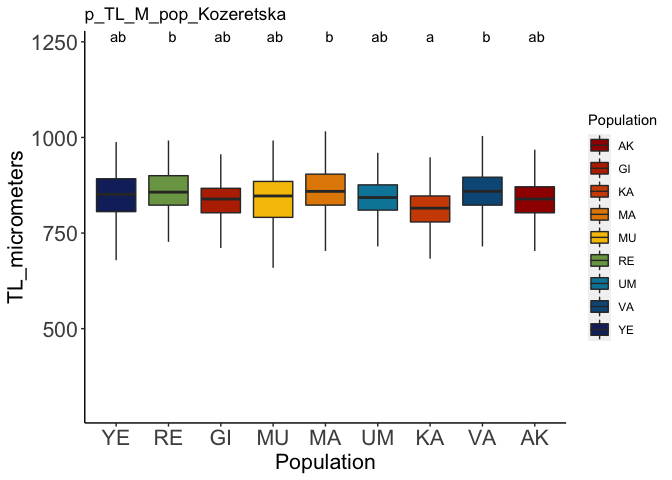 p_TL_M_pop_Kozeretska
1250
ab b ab ab b ab a b ab
1000
750
500
TL_micrometers
YE RE GI MU MA UM KA VA AK
Population
Population
AK
GI
KA
MA
MU
RE
UM
VA
YE